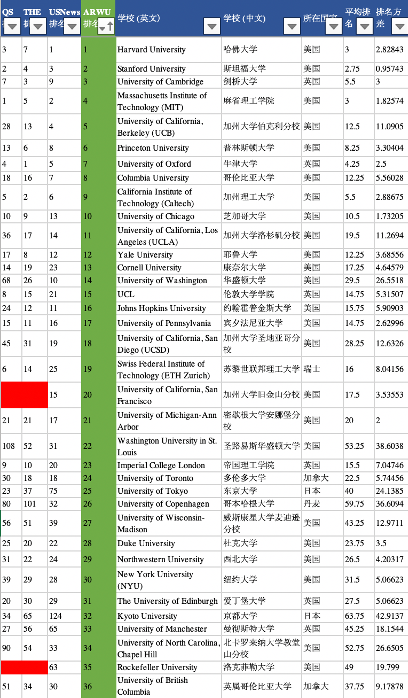 QS THE USNews ARWU 学校 (英文) 学校 (中文) 所在国家 平均排名 排名方差
3 7 1 1 Harvard University 哈佛大学 美国 3 2.82843
2 4 3 2 Stanford University 斯坦福大学 美国 2.75 0.95743
7 3 9 3 University of Cambridge 剑桥大学 英国 5.5 3
1 5 2 4 Massachusetts Institute of Technology (MIT) 麻省理工学院 美国 3 1.82574
28 13 4 5 University of California, Berkeley (UCB) 加州大学伯克利分校 美国 12.5 11.0905
13 6 8 6 Princeton University 普林斯顿大学 美国 8.25 3.30404
4 1 5 7 University of Oxford 牛津大学 英国 4.25 2.5
18 16 7 8 Columbia University 哥伦比亚大学 美国 12.25 5.56028
5 2 6 9 California Institute of Technology (Caltech) 加州理工大学 美国 5.5 2.88675
10 9 13 10 University of Chicago 芝加哥大学 美国 10.5 1.73205
36 17 14 11 University of California, Los Angeles (UCLA) 加州大学洛杉矶分校 美国 19.5 11.2694
17 8 12 12 Yale University 耶鲁大学 美国 12.25 3.68556
14 19 23 13 Cornell University 康奈尔大学 美国 17.25 4.64579
68 26 10 14 University of Washington 华盛顿大学 美国 29.5 26.5518
8 15 21 15 UCL 伦敦大学学院 英国 14.75 5.31507
24 12 11 16 Johns Hopkins University 约翰霍普金斯大学 美国 15.75 5.90903
15 11 16 17 University of Pennsylvania 宾夕法尼亚大学 美国 14.75 2.62996
45 31 19 18 University of California, San Diego (UCSD) 加州大学圣地亚哥分校 美国 28.25 12.6326
6 14 25 19 Swiss Federal Institute of Technology (ETH Zurich) 苏黎世联邦理工大学 瑞士 16 8.04156
15 20 University of California, San Francisco 加州大学旧金山分校 美国 17.5 3.53553
21 21 17 21 University of Michigan-Ann Arbor 密歇根大学安娜堡分校 美国 20 2
108 52 31 22 Washington University in St. Louis 圣路易斯华盛顿大学 美国 53.25 38.6038
9 10 20 23 Imperial College London 帝国理工学院 英国 15.5 7.04746
30 18 18 24 University of Toronto 多伦多大学 加拿大 22.5 5.74456
23 37 75 25 University of Tokyo 东京大学 日本 40 24.1385
80 101 32 26 University of Copenhagen 哥本哈根大学 丹麦 59.75 36.6094
56 51 39 27 University of Wisconsin-Madison 威斯康星大学麦迪逊分校 美国 43.25 12.9711
25 20 22 28 Duke University 杜克大学 美国 23.75 3.5
31 22 24 29 Northwestern University 西北大学 美国 26.5 4.20317
39 29 28 30 New York University (NYU) 纽约大学 美国 31.5 5.06623
20 30 29 31 The University of Edinburgh 爱丁堡大学 英国 27.5 5.06623
34 65 124 32 Kyoto University 京都大学 日本 63.75 42.9137
27 56 65 33 University of Manchester 曼彻斯特大学 英国 45.25 18.1544
90 54 33 34 University of North Carolina, Chapel Hill 北卡罗来纳大学教堂山分校 美国 52.75 26.6505
63 35 Rockefeller University 洛克菲勒大学 美国 49 19.799
51 34 30 36 University of British Columbia 英属哥伦比亚大学 加拿大 37.75 9.17878